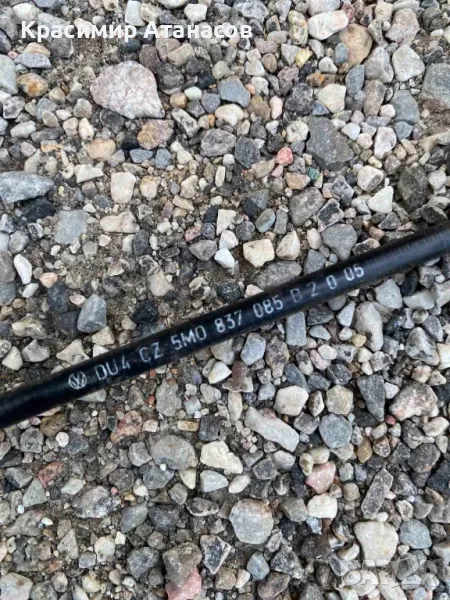 Красимир Атанасов
DU4 CZ 5M0 837 085 B 2 0 05